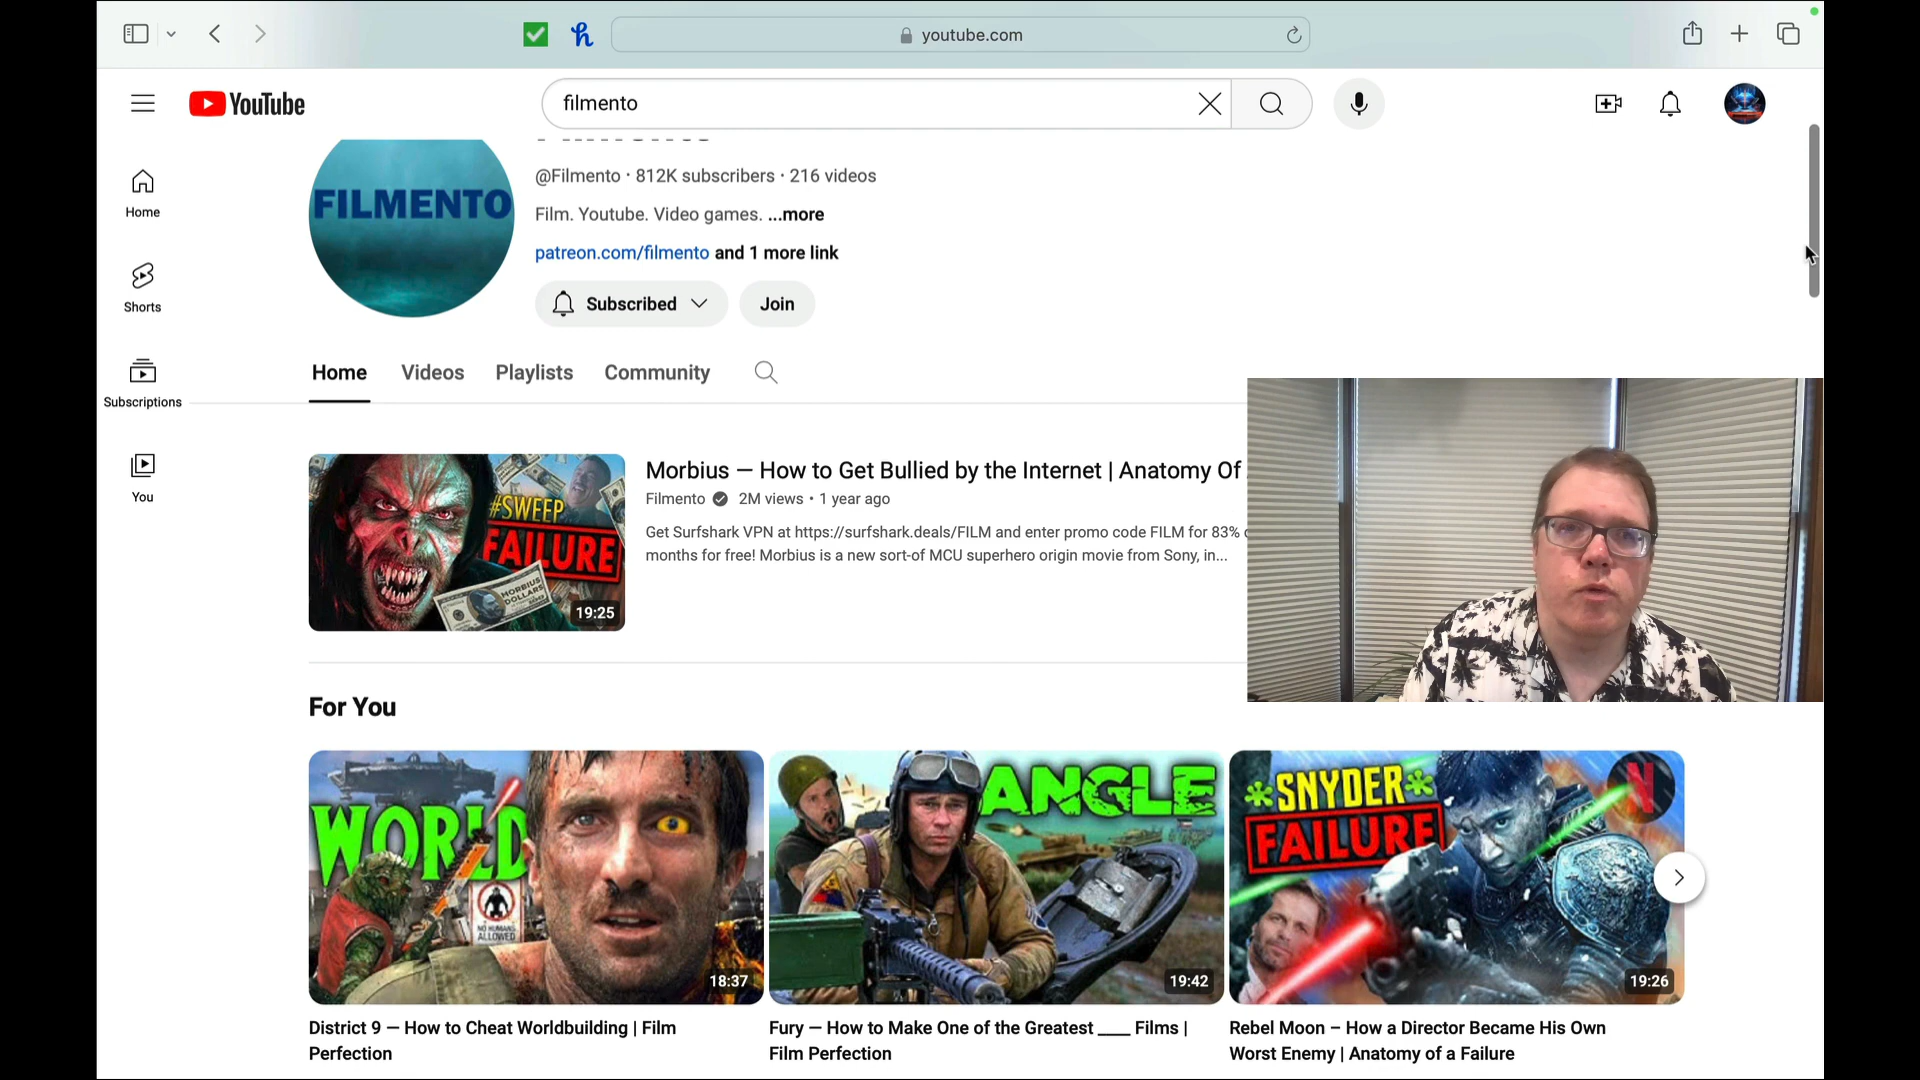 youtube.com
YouTube
filmento
FILMENTO
@Filmento · 812K subscribers · 216 videos
Film. Youtube. Video games. ...more
patreon.com/filmento and 1 more link
Subscribed
Join
Home
Shorts
Subscriptions
You
Home Videos Playlists Community
#SWEEP
FAILURE
MORBIUS
DOLLARS
19:25
Morbius — How to Get Bullied by the Internet | Anatomy Of
Filmento 2M views · 1 year ago
Get Surfshark VPN at https://surfshark.deals/FILM and enter promo code FILM for 83%
months for free! Morbius is a new sort-of MCU superhero origin movie from Sony, in...
For You
WORLD
NO HUMANS
ALLOWED
18:37
District 9 — How to Cheat Worldbuilding | Film
Perfection
ANGLE
19:42
Fury — How to Make One of the Greatest ____ Films |
Film Perfection
*SNYDER*
FAILURE
N
19:26
Rebel Moon – How a Director Became His Own
Worst Enemy | Anatomy of a Failure